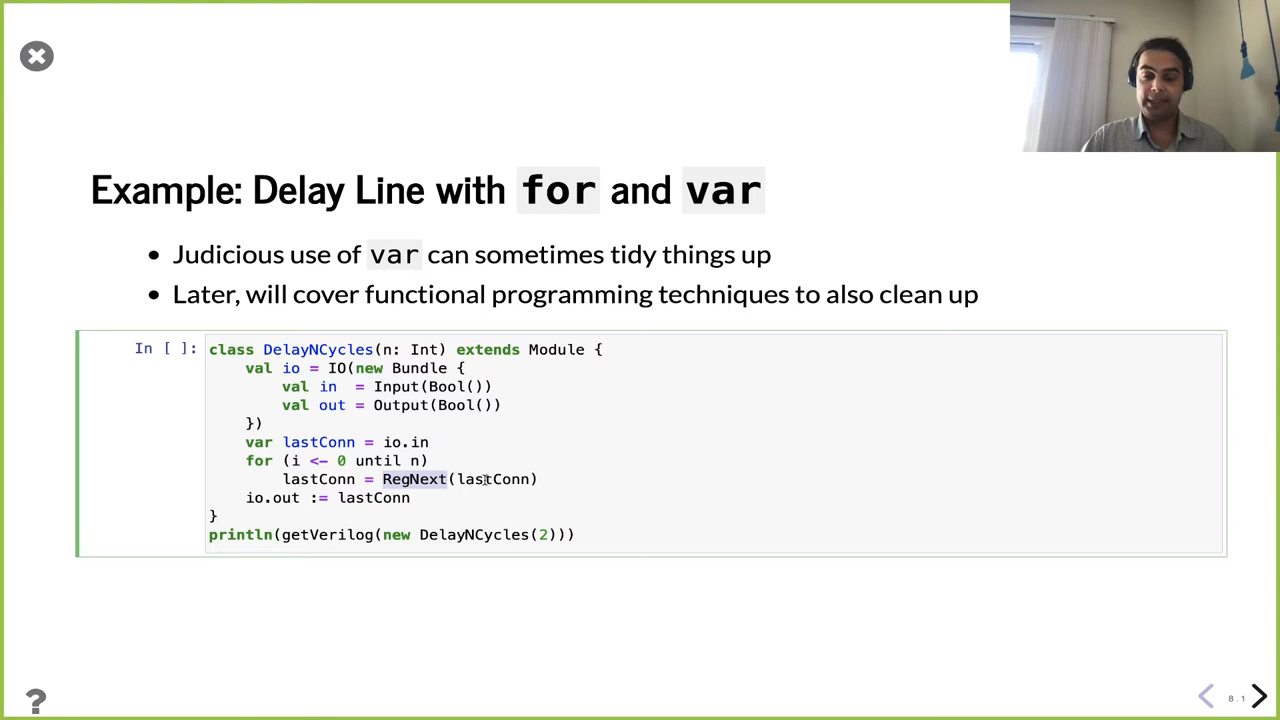 Example: Delay Line with for and var
• Judicious use of var can sometimes tidy things up
• Later, will cover functional programming techniques to also clean up
In [ ]:
class DelayNCycles(n: Int) extends Module {
    val io = IO(new Bundle {
        val in  = Input(Bool())
        val out = Output(Bool())
    })
    var lastConn = io.in
    for (i <- 0 until n)
        lastConn = RegNext(lastConn)
    io.out := lastConn
}
println(getVerilog(new DelayNCycles(2)))
?
8.1